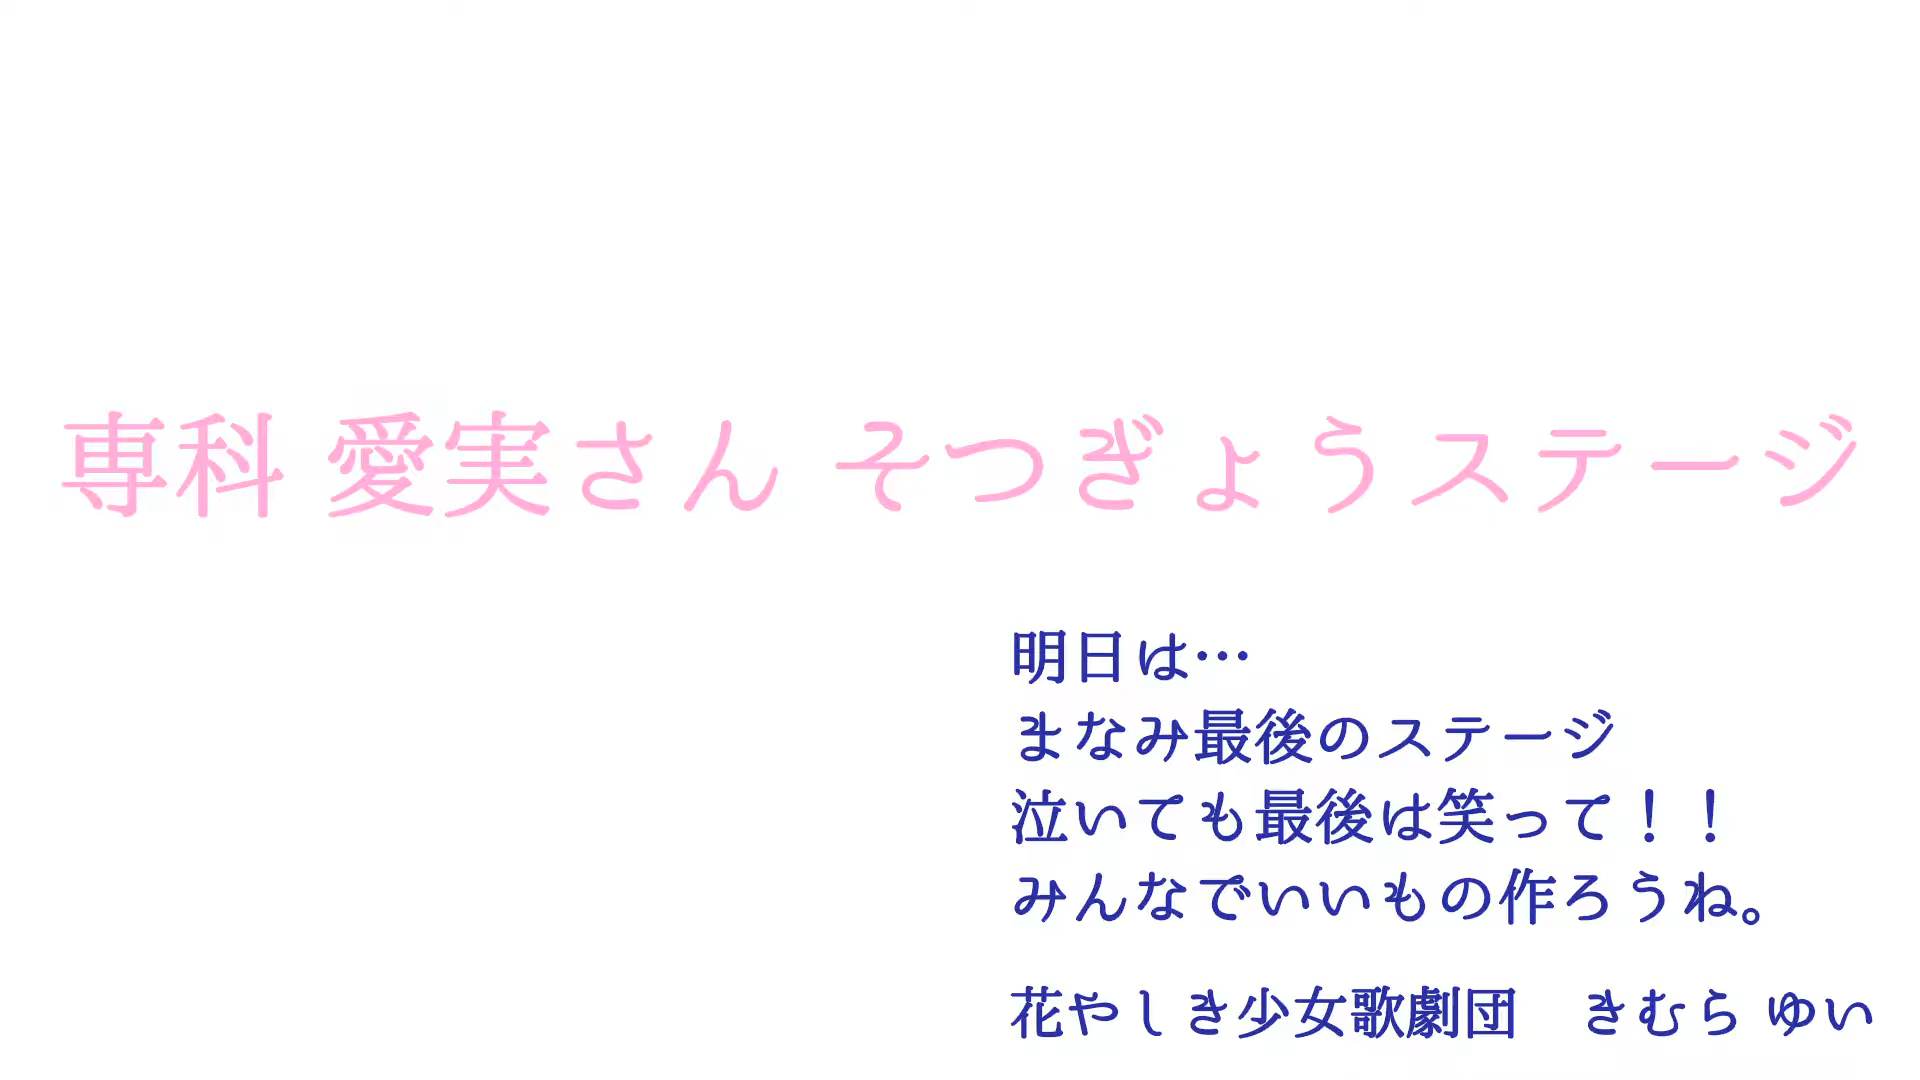 専科 愛実さん そつぎょうステージ
明日は…
まなみ最後のステージ
泣いても最後は笑って！！
みんなでいいもの作ろうね。
花やしき少女歌劇団　きむら ゆい